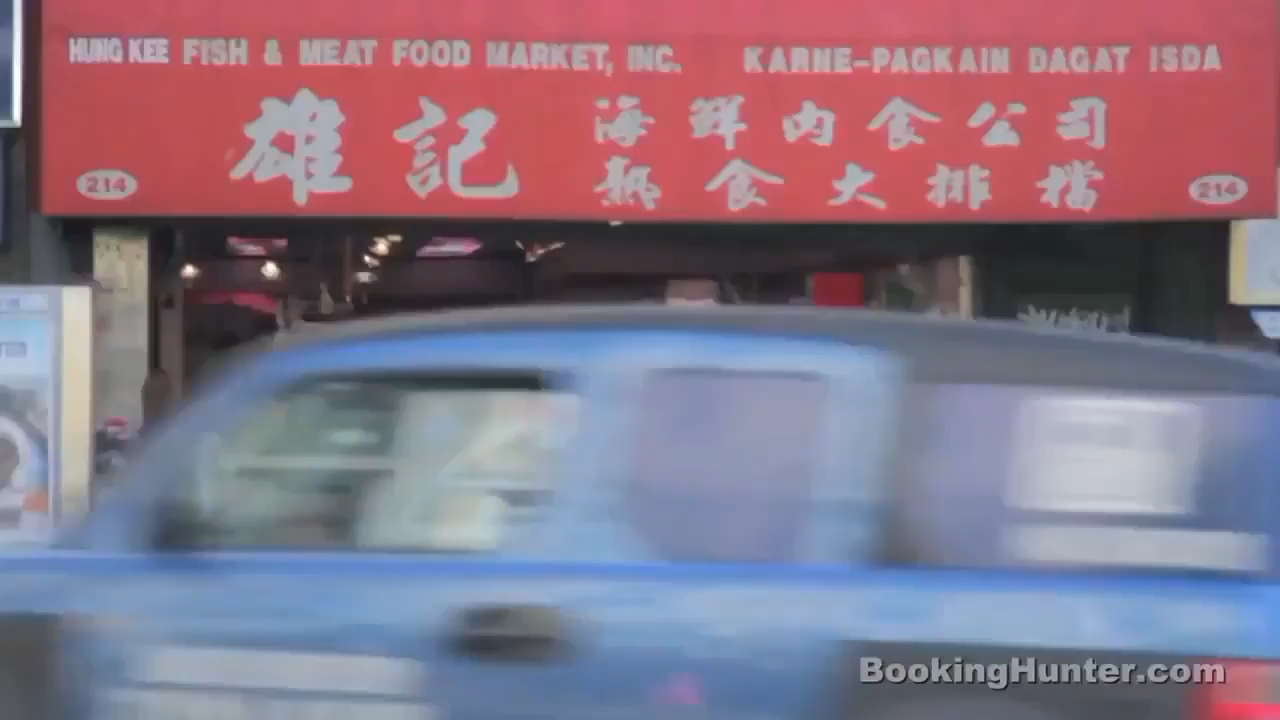 HUNG KEE FISH & MEAT FOOD MARKET, INC. KARNE-PAGKAIN DAGAT ISDA
雄記 海鮮肉食公司
熟食大排檔
214 214
BookingHunter.com